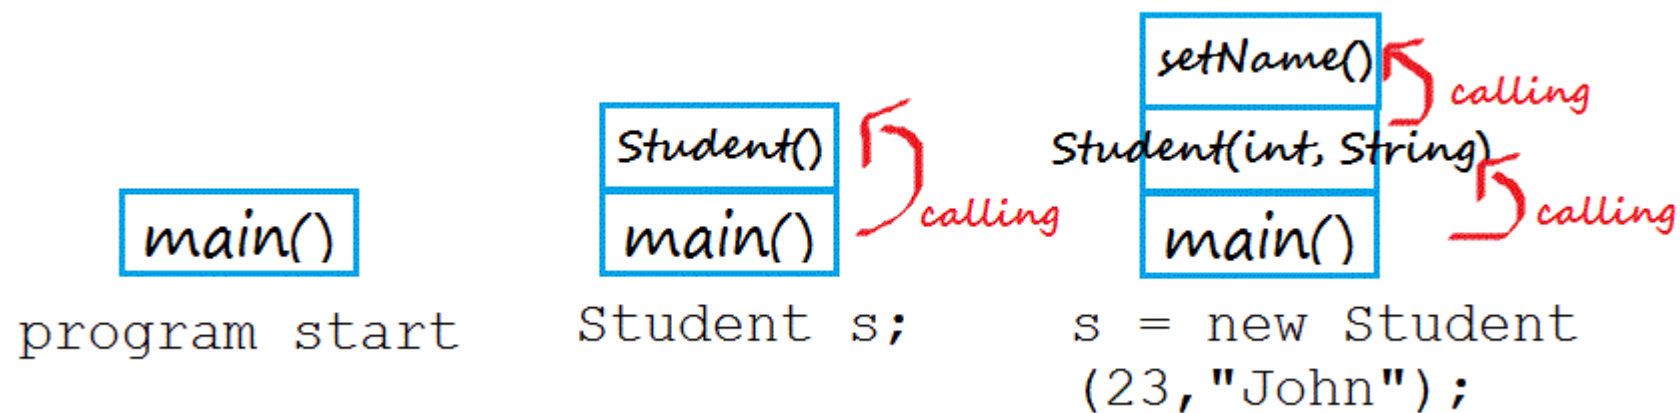 main()
program start
Student()
calling
main()
Student s;
setName()
calling
Student(int, String)
calling
main()
s = new Student
(23,"John");